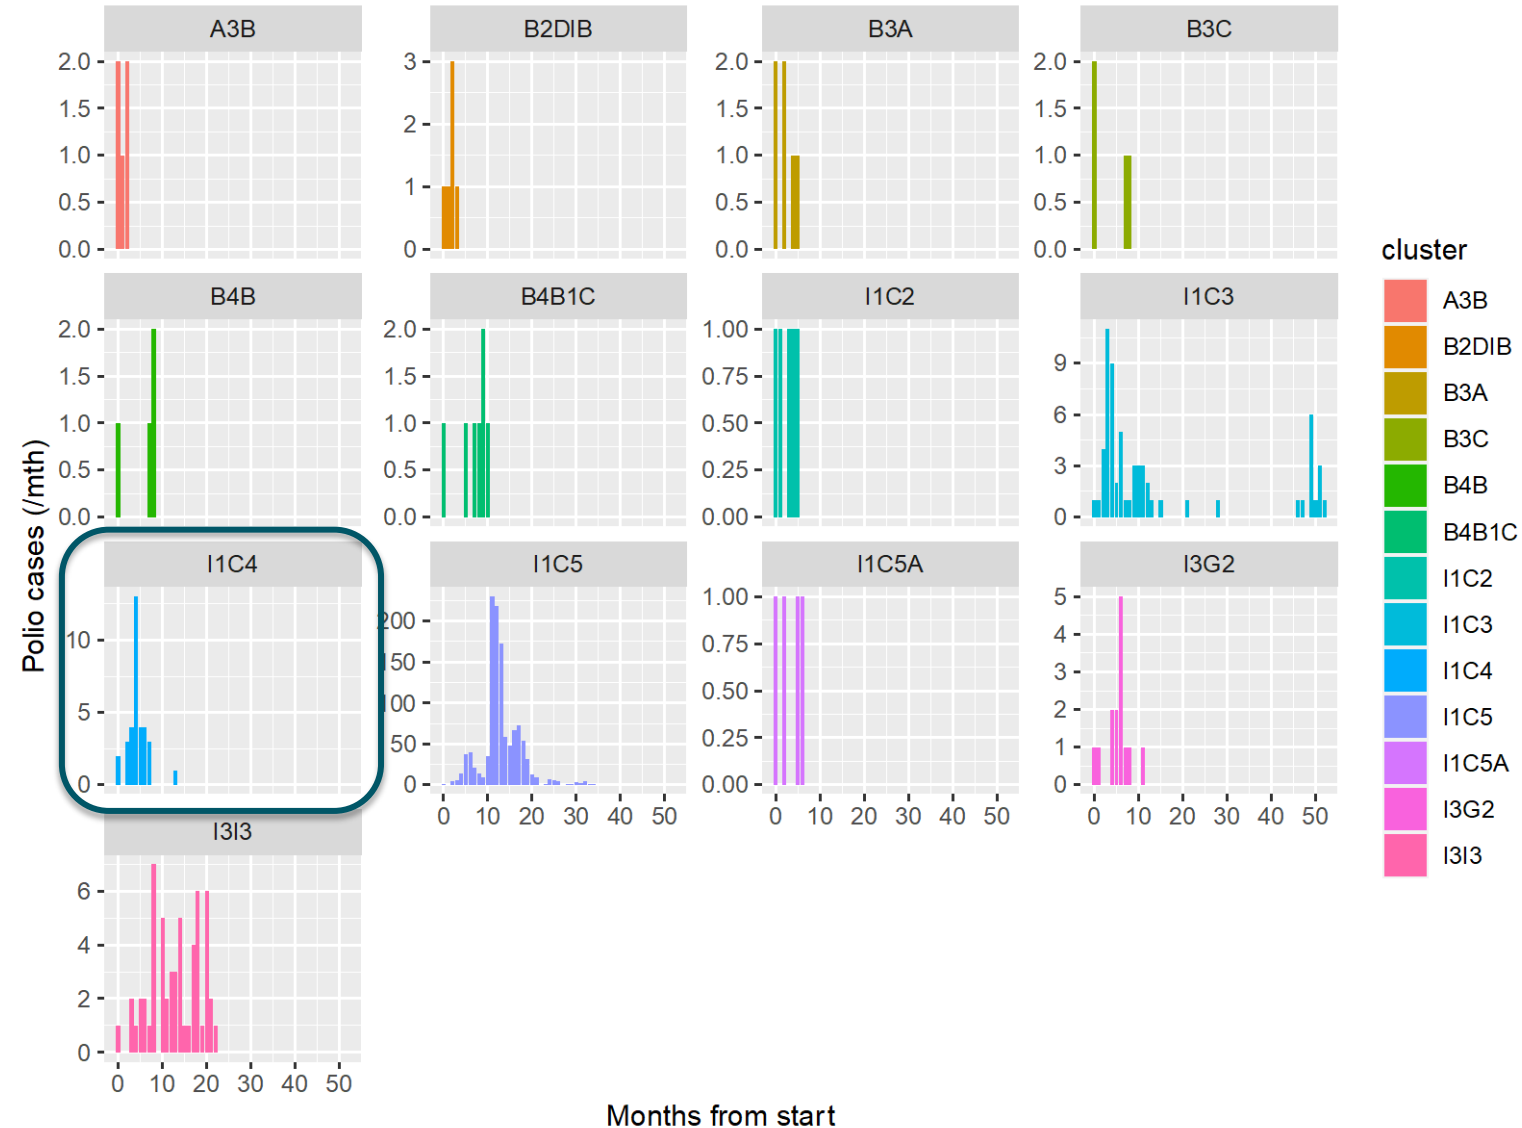 A3B B2DIB B3A B3C
2.0 3 2.0 2.0
1.5 1.5 1.5
2
1.0 1.0 1.0
1
0.5 0.5 0.5
0.0 0 0.0 0.0
cluster
A3B
B2DIB
B3A
B3C
B4B
B4B1C
I1C2
I1C3
I1C4
I1C5
I1C5A
I3G2
I3I3
B4B B4B1C I1C2 I1C3
2.0 2.0 1.00
9
1.5 1.5 0.75
6
1.0 1.0 0.50
3
0.5 0.5 0.25
0.0 0.0 0.00 0
Polio cases (/mth)
I1C4 I1C5 I1C5A I3G2
10 200 1.00 5
150 0.75 4
100 0.50 3
5 2
50 0.25 1
0 0 0.00 0
0 10 20 30 40 50 0 10 20 30 40 50 0 10 20 30 40 50
I3I3
6
4
2
0
0 10 20 30 40 50
Months from start